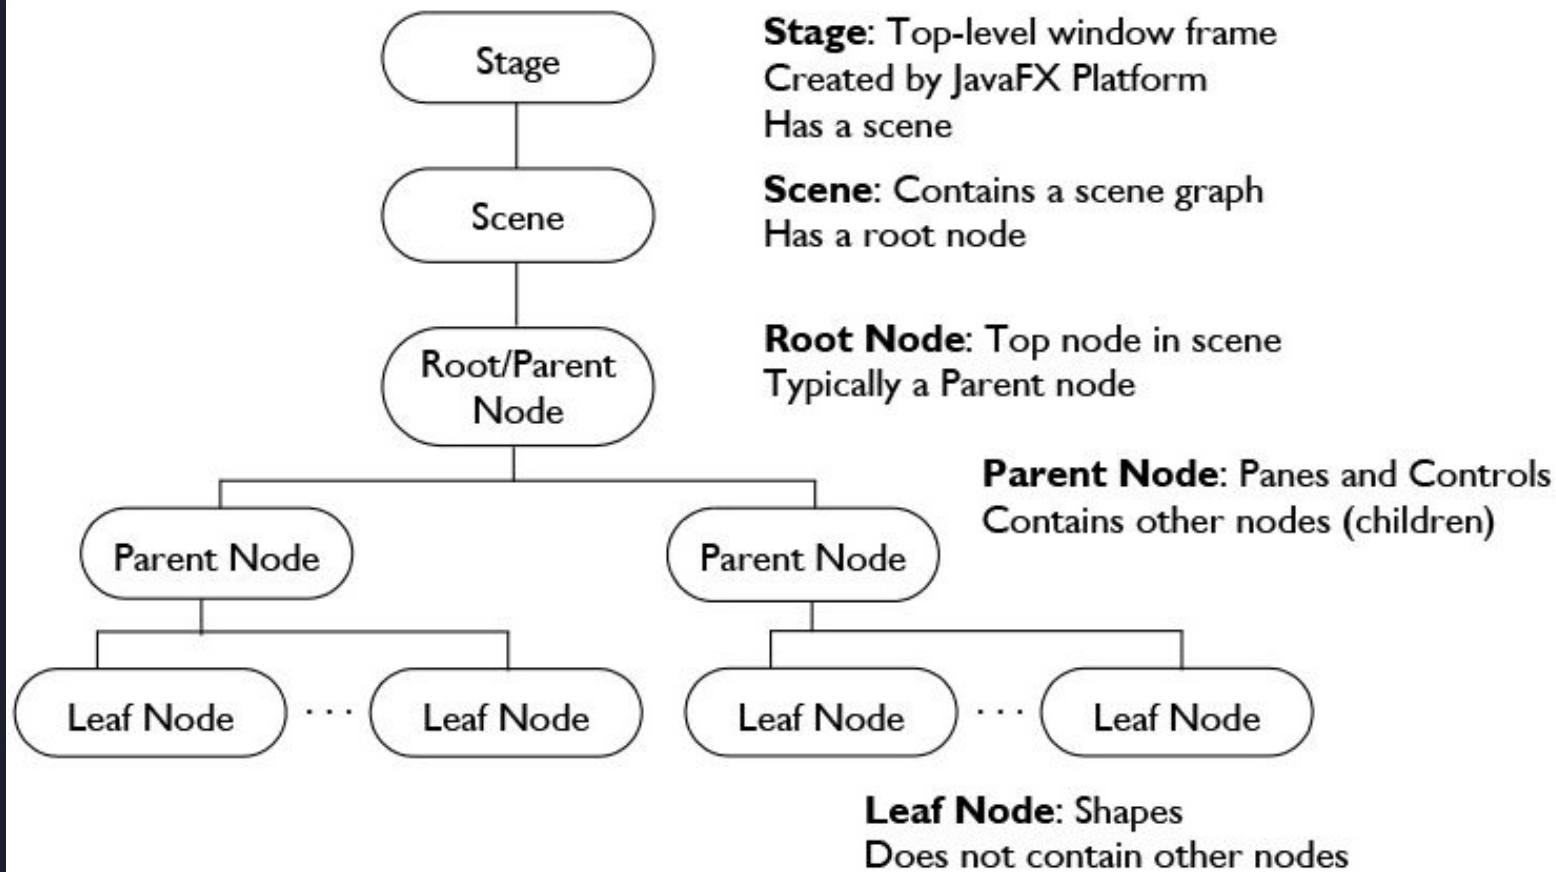 Stage
Stage: Top-level window frame
Created by JavaFX Platform
Has a scene
Scene
Scene: Contains a scene graph
Has a root node
Root/Parent
Node
Root Node: Top node in scene
Typically a Parent node
Parent Node: Panes and Controls
Contains other nodes (children)
Parent Node
Parent Node
Leaf Node
. . .
Leaf Node
Leaf Node
. . .
Leaf Node
Leaf Node: Shapes
Does not contain other nodes